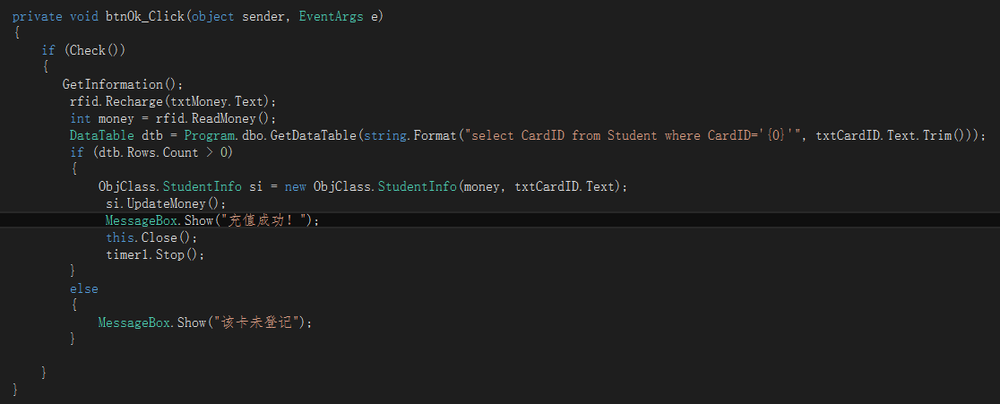 private void btnOk_Click(object sender, EventArgs e)
{
if (Check())
{
GetInformation();
rfid.Recharge(txtMoney.Text);
int money = rfid.ReadMoney();
DataTable dtb = Program.dbo.GetDataTable(string.Format("select CardID from Student where CardID='{0}'", txtCardID.Text.Trim()));
if (dtb.Rows.Count > 0)
{
ObjClass.StudentInfo si = new ObjClass.StudentInfo(money, txtCardID.Text);
si.UpdateMoney();
MessageBox.Show("充值成功！");
this.Close();
timer1.Stop();
}
else
{
MessageBox.Show("该卡未登记");
}
}
}